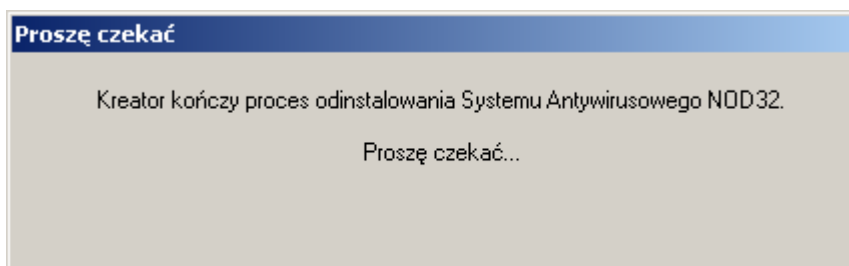 Proszę czekać
Kreator kończy proces odinstalowania Systemu Antywirusowego NOD32.
Proszę czekać...